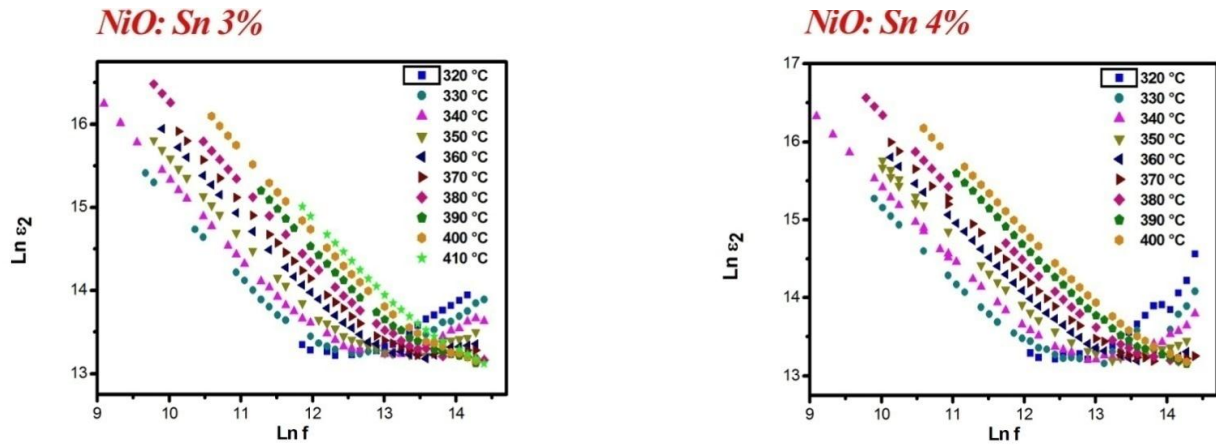 NiO: Sn 3%
16
15
14
13
Ln ε2
320 °C
330 °C
340 °C
350 °C
360 °C
370 °C
380 °C
390 °C
400 °C
410 °C
9 10 11 12 13 14
Ln f
NiO: Sn 4%
17
16
15
14
13
Ln ε2
320 °C
330 °C
340 °C
350 °C
360 °C
370 °C
380 °C
390 °C
400 °C
9 10 11 12 13 14
Ln f